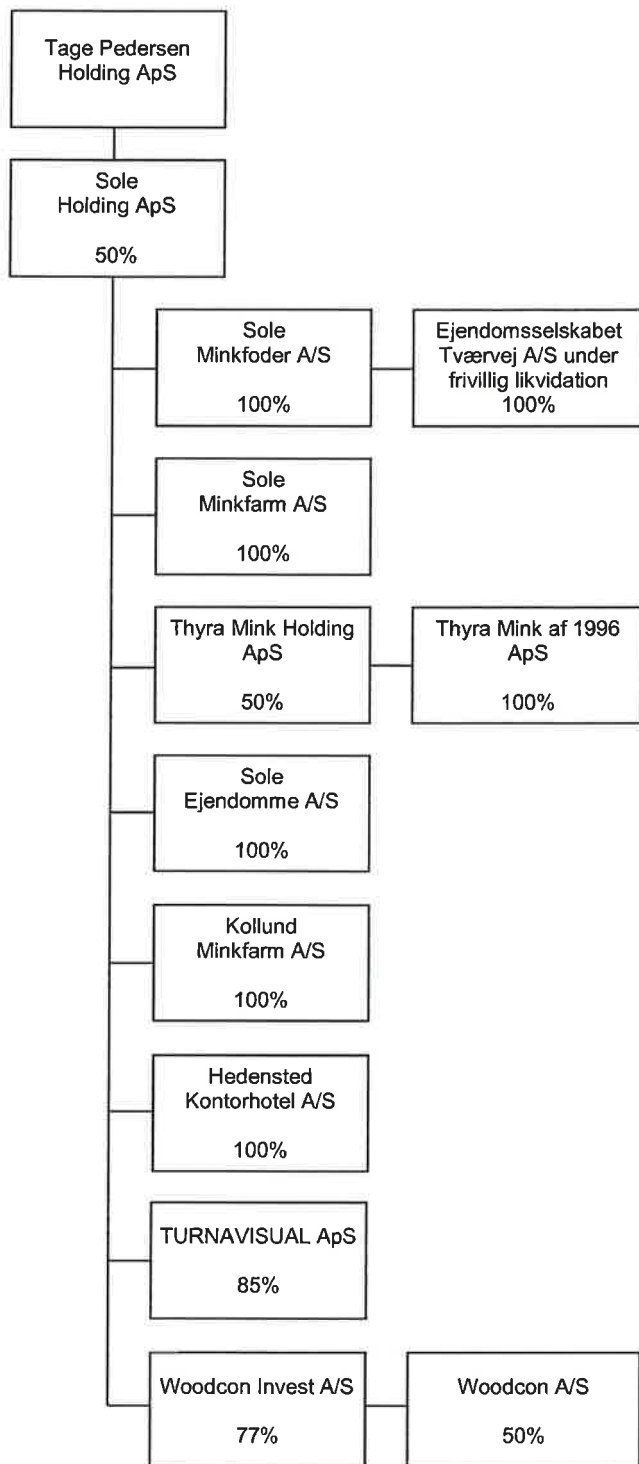 Tage Pedersen
Holding ApS
Sole
Holding ApS
50%
Sole
Minkfoder A/S
100%
Ejendomsselskabet
Tværvej A/S under
frivillig likvidation
100%
Sole
Minkfarm A/S
100%
Thyra Mink Holding
ApS
50%
Thyra Mink af 1996
ApS
100%
Sole
Ejendomme A/S
100%
Kollund
Minkfarm A/S
100%
Hedensted
Kontorhotel A/S
100%
TURNAVISUAL ApS
85%
Woodcon Invest A/S
77%
Woodcon A/S
50%